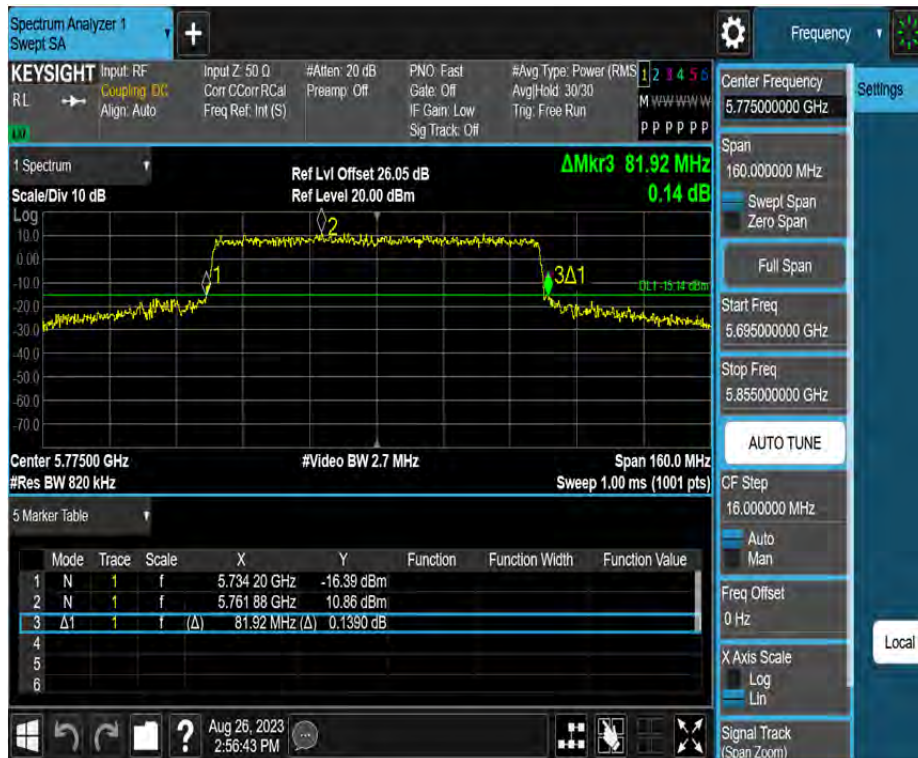 Spectrum Analyzer 1
Swept SA
+
Frequency
KEYSIGHT
RL
Input: RF
Coupling: DC
Align: Auto
Input Z: 50 Ω
Corr CCorr RCal
Freq Ref: Int (S)
#Atten: 20 dB
Preamp: Off
PNO: Fast
Gate: Off
IF Gain: Low
Sig Track: Off
#Avg Type: Power (RMS
Avg|Hold: 30/30
Trig: Free Run
1 2 3 4 5 6
M W W W W W
P P P P P P
1 Spectrum
Scale/Div 10 dB
Ref Lvl Offset 26.05 dB
Ref Level 20.00 dBm
ΔMkr3 81.92 MHz
0.14 dB
Log
10.0
0.00
-10.0
-20.0
-30.0
-40.0
-50.0
-60.0
-70.0
1
2
3Δ1
DL1 -15.14 dBm
Center 5.77500 GHz
#Video BW 2.7 MHz
Span 160.0 MHz
#Res BW 820 kHz
Sweep 1.00 ms (1001 pts)
5 Marker Table
Mode Trace Scale X Y Function Function Width Function Value
1 N 1 f 5.734 20 GHz -16.39 dBm
2 N 1 f 5.761 88 GHz 10.86 dBm
3 Δ1 1 f (Δ) 81.92 MHz (Δ) 0.1390 dB
4
5
6
?
Aug 26, 2023
2:56:43 PM
Center Frequency
5.775000000 GHz
Settings
Span
160.000000 MHz
Swept Span
Zero Span
Full Span
Start Freq
5.695000000 GHz
Stop Freq
5.855000000 GHz
AUTO TUNE
CF Step
16.000000 MHz
Auto
Man
Freq Offset
0 Hz
Local
X Axis Scale
Log
Lin
Signal Track
(Span Zoom)